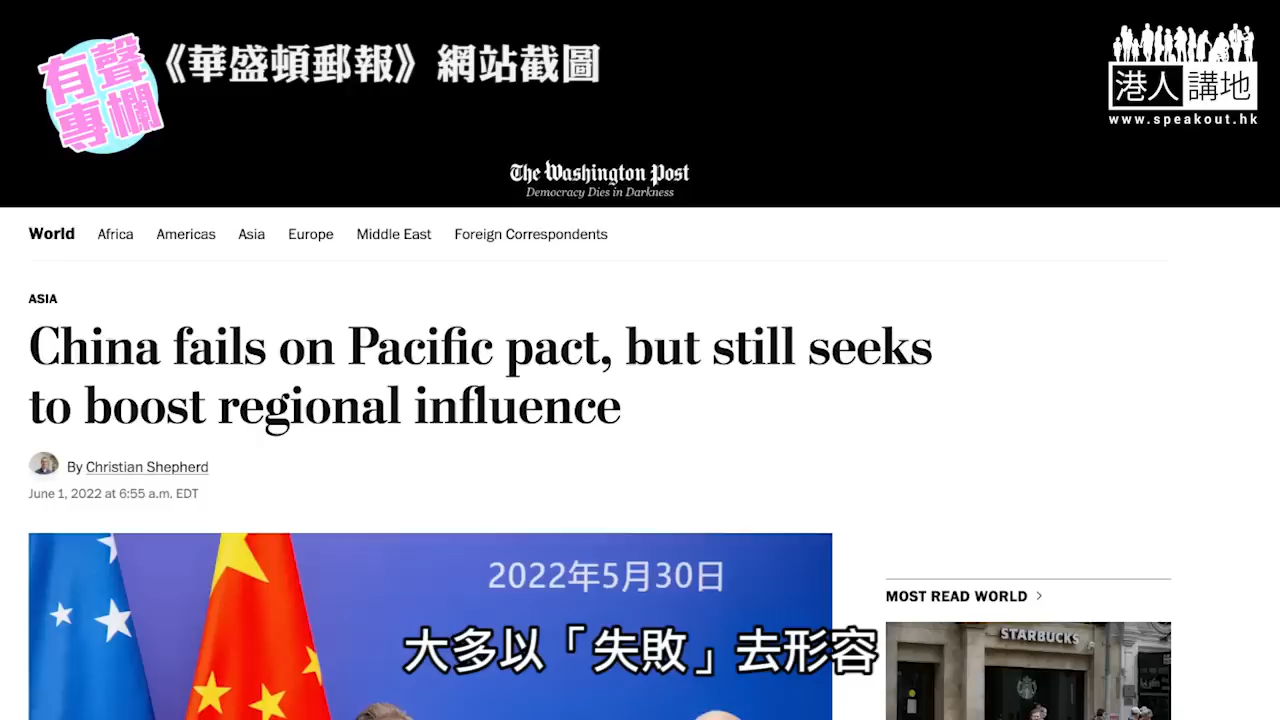 有聲
專欄
《華盛頓郵報》網站截圖
港人講地
www.speakout.hk
The Washington Post
Democracy Dies in Darkness
World Africa Americas Asia Europe Middle East Foreign Correspondents
ASIA
China fails on Pacific pact, but still seeks
to boost regional influence
By Christian Shepherd
June 1, 2022 at 6:55 a.m. EDT
2022年5月30日
MOST READ WORLD >
STARBUCKS
大多以「失敗」去形容